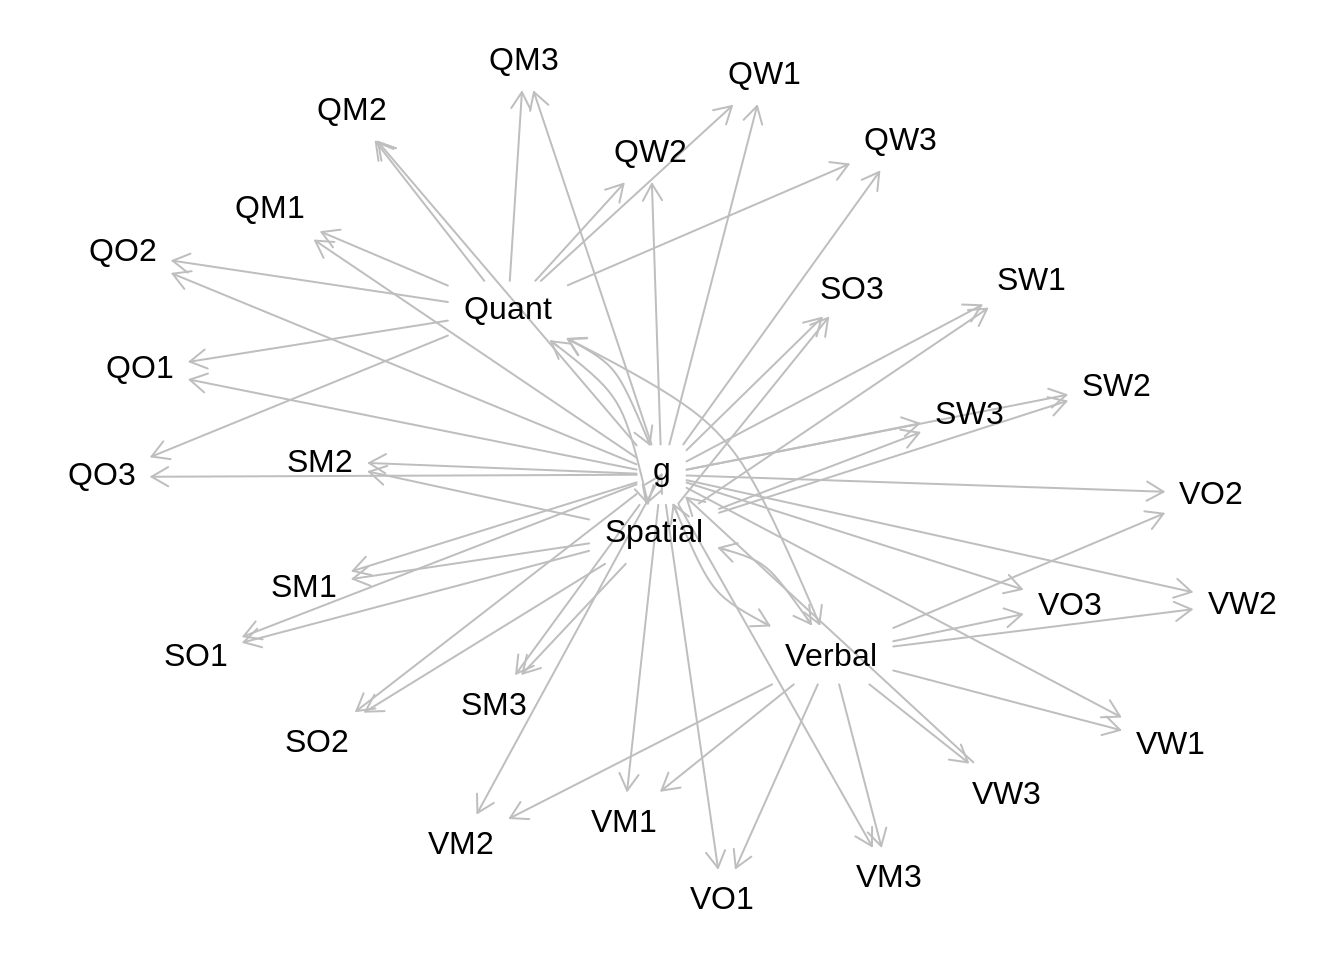 QM3
QW1
QM2
QW3
QW2
QM1
QO2
SW1
SO3
Quant
QO1
SW2
SW3
SM2
g
QO3
VO2
Spatial
SM1
VO3
VW2
SO1
Verbal
SM3
SO2
VW1
VW3
VM1
VM2
VM3
VO1